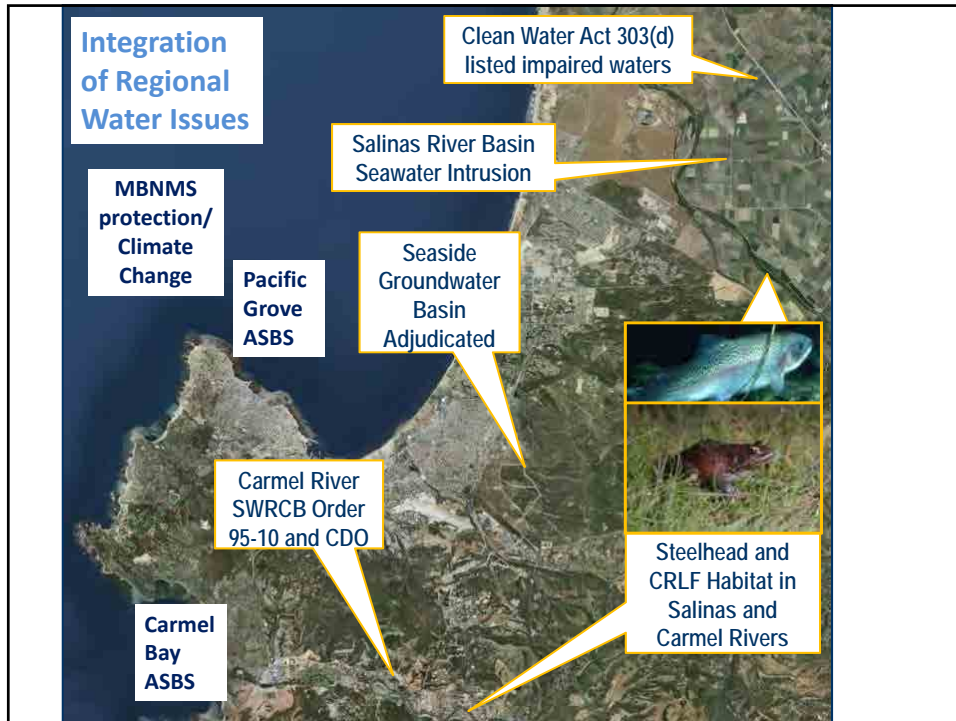 Integration
of Regional
Water Issues
Clean Water Act 303(d)
listed impaired waters
Salinas River Basin
Seawater Intrusion
MBNMS
protection/
Climate
Change
Pacific
Grove
ASBS
Seaside
Groundwater
Basin
Adjudicated
Carmel River
SWRCB Order
95-10 and CDO
Steelhead and
CRLF Habitat in
Salinas and
Carmel Rivers
Carmel
Bay
ASBS